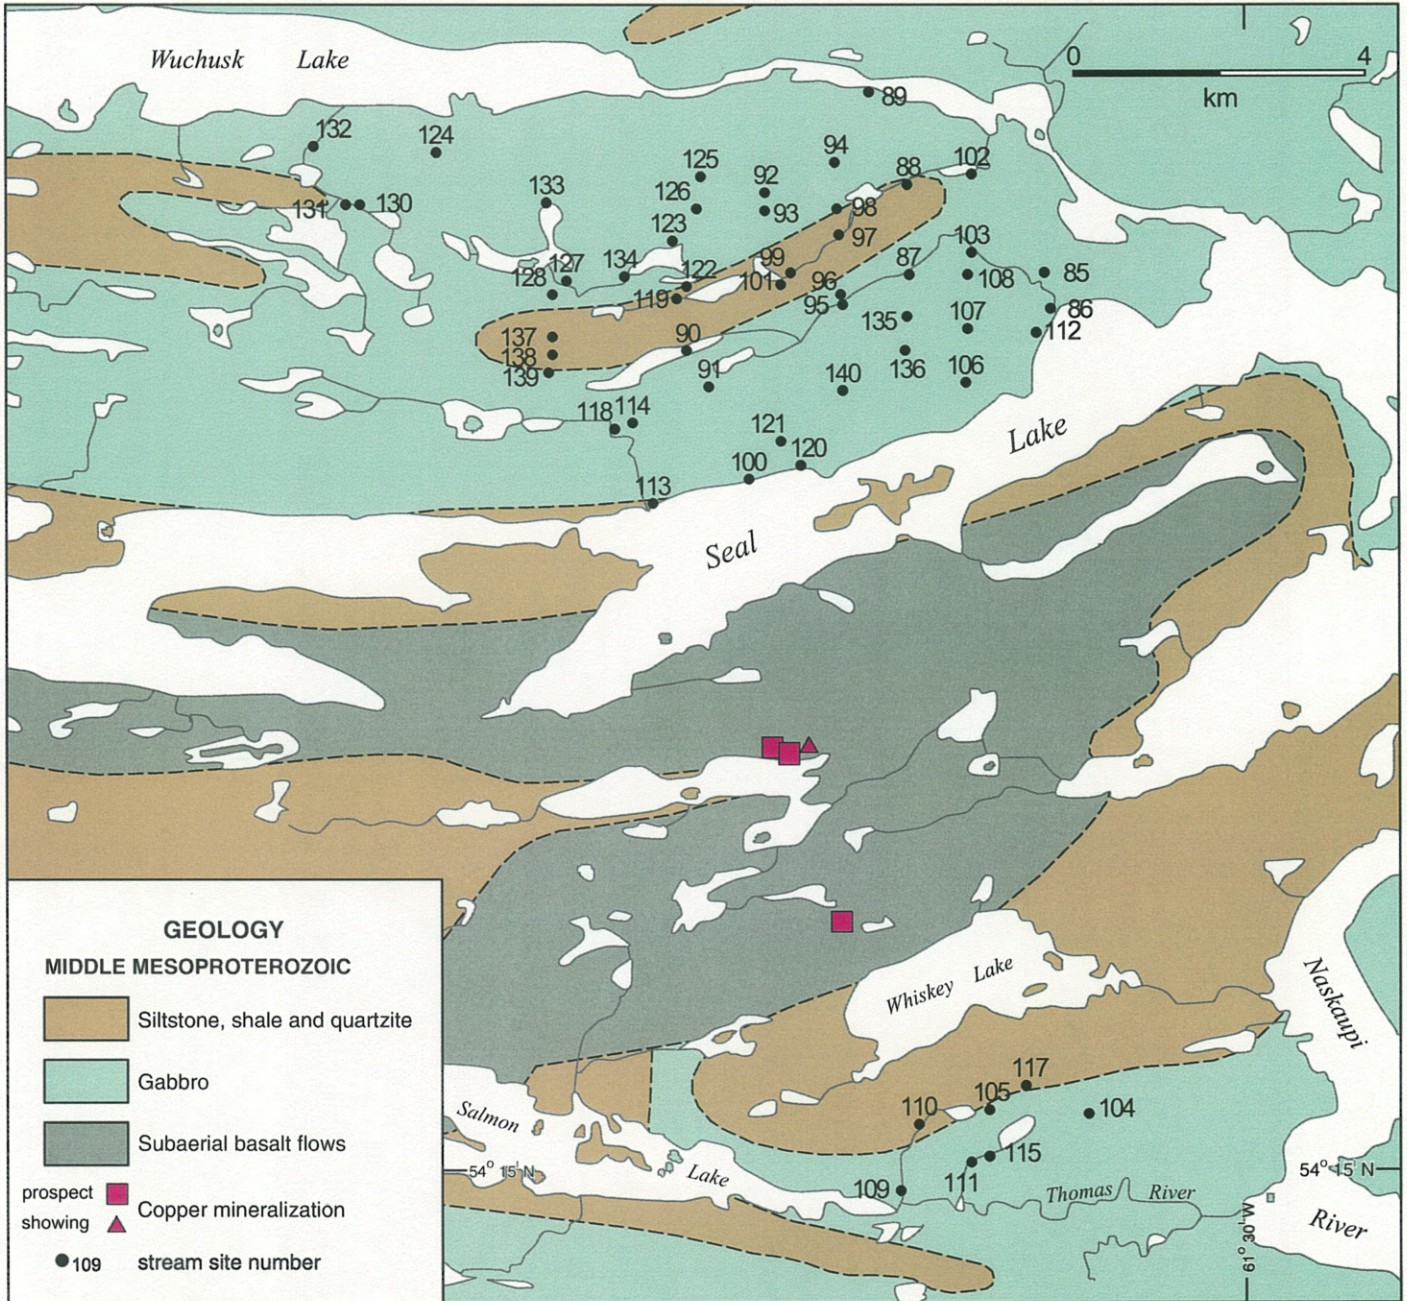 Wuchusk Lake
0 4
km
89
132
124
94
125
92
102
88
133
126
131
130
93
98
123
97
103
99
87
127
134
122
128
101
96
108
85
119
95
86
135
107
112
137
90
138
139
91
136
106
140
118
114
121
120
100
113
Lake
Seal
GEOLOGY
MIDDLE MESOPROTEROZOIC
Siltstone, shale and quartzite
Gabbro
Subaerial basalt flows
prospect
showing
Copper mineralization
109
stream site number
Whiskey Lake
Naskaupi
River
117
105
110
104
Salmon
Lake
115
111
109
54° 15' N
54° 15' N
Thomas River
61° 30' W